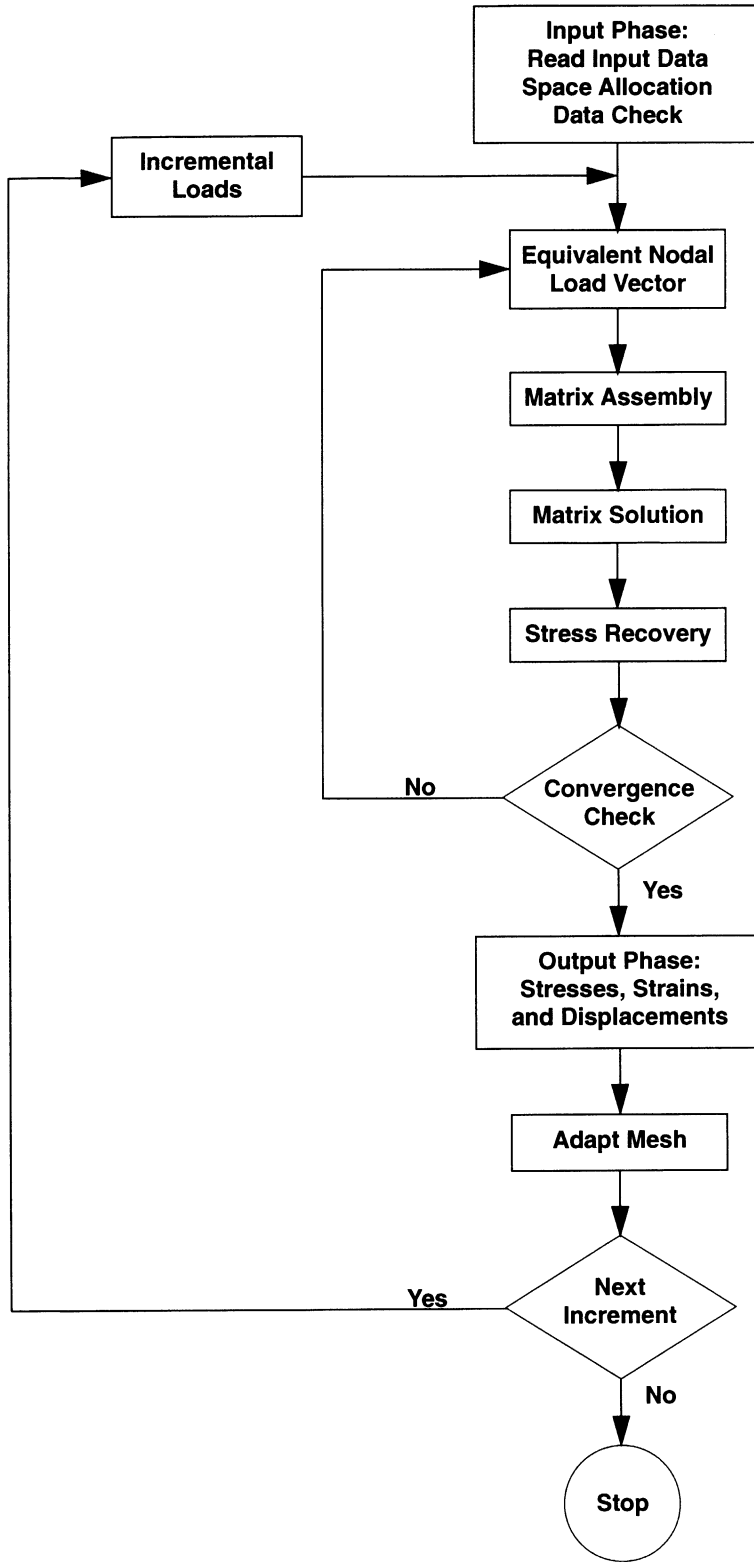 Input Phase:
Read Input Data
Space Allocation
Data Check
Incremental
Loads
Equivalent Nodal
Load Vector
Matrix Assembly
Matrix Solution
Stress Recovery
Convergence
Check
No
Yes
Output Phase:
Stresses, Strains,
and Displacements
Adapt Mesh
Next
Increment
Yes
No
Stop